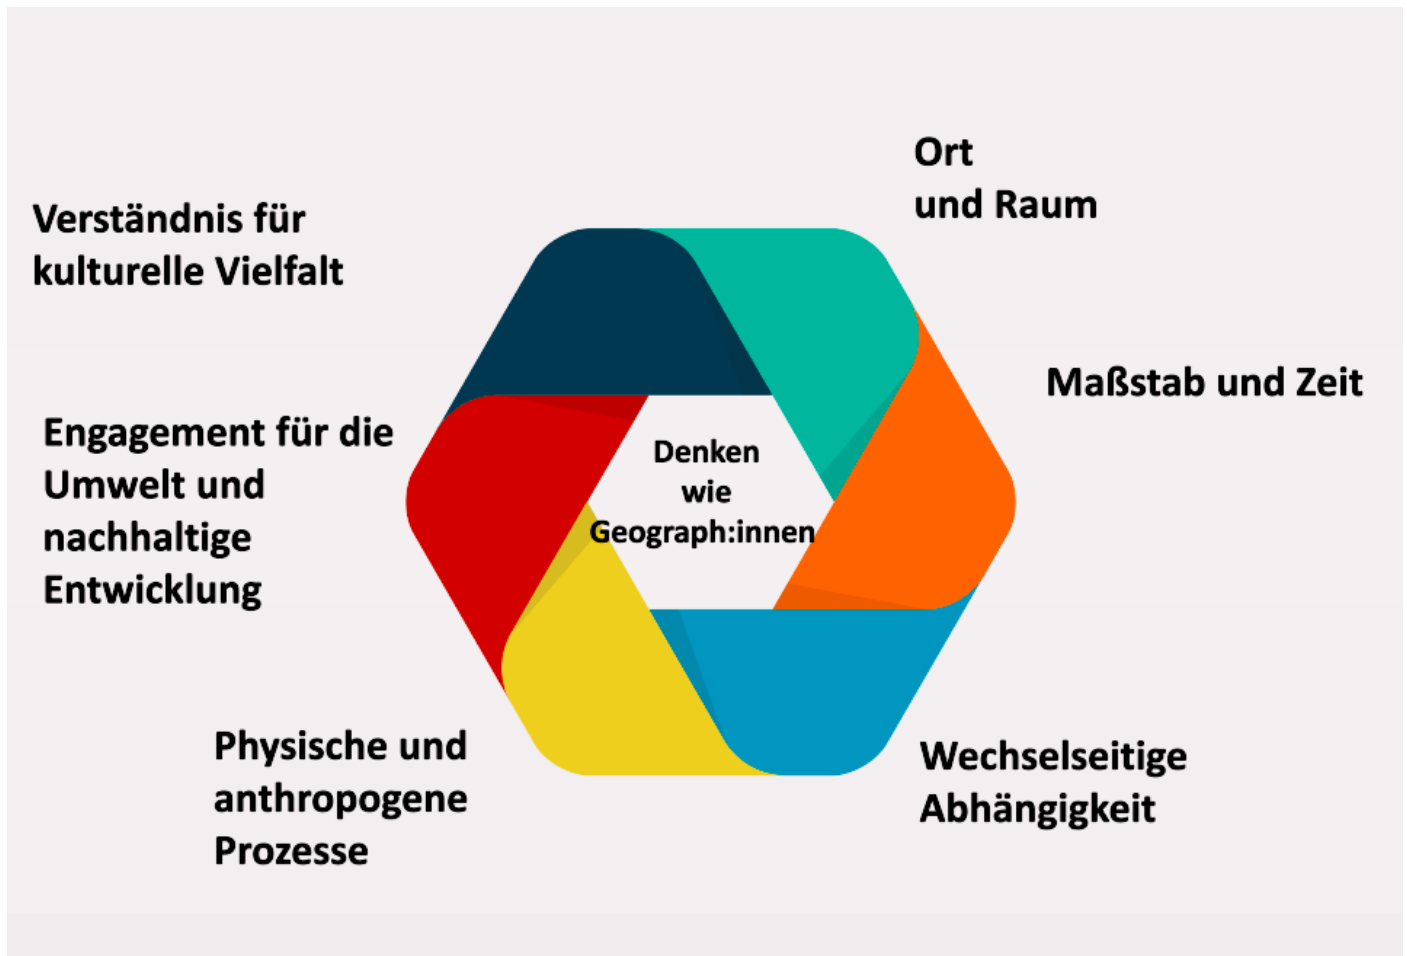 Ort
und Raum
Maßstab und Zeit
Wechselseitige
Abhängigkeit
Physische und
anthropogene
Prozesse
Engagement für die
Umwelt und
nachhaltige
Entwicklung
Verständnis für
kulturelle Vielfalt
Denken
wie
Geograph:innen